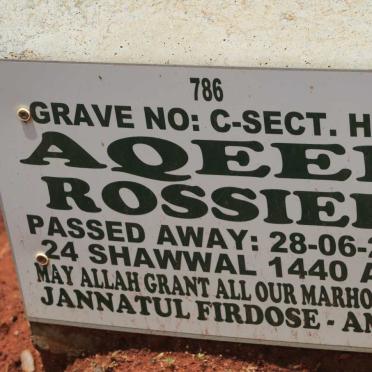 786
GRAVE NO: C-SECT. H
AQEE
ROSSIE
PASSED AWAY: 28-06-2
24 SHAWWAL 1440 A
MAY ALLAH GRANT ALL OUR MARHO
JANNATUL FIRDOSE - AM